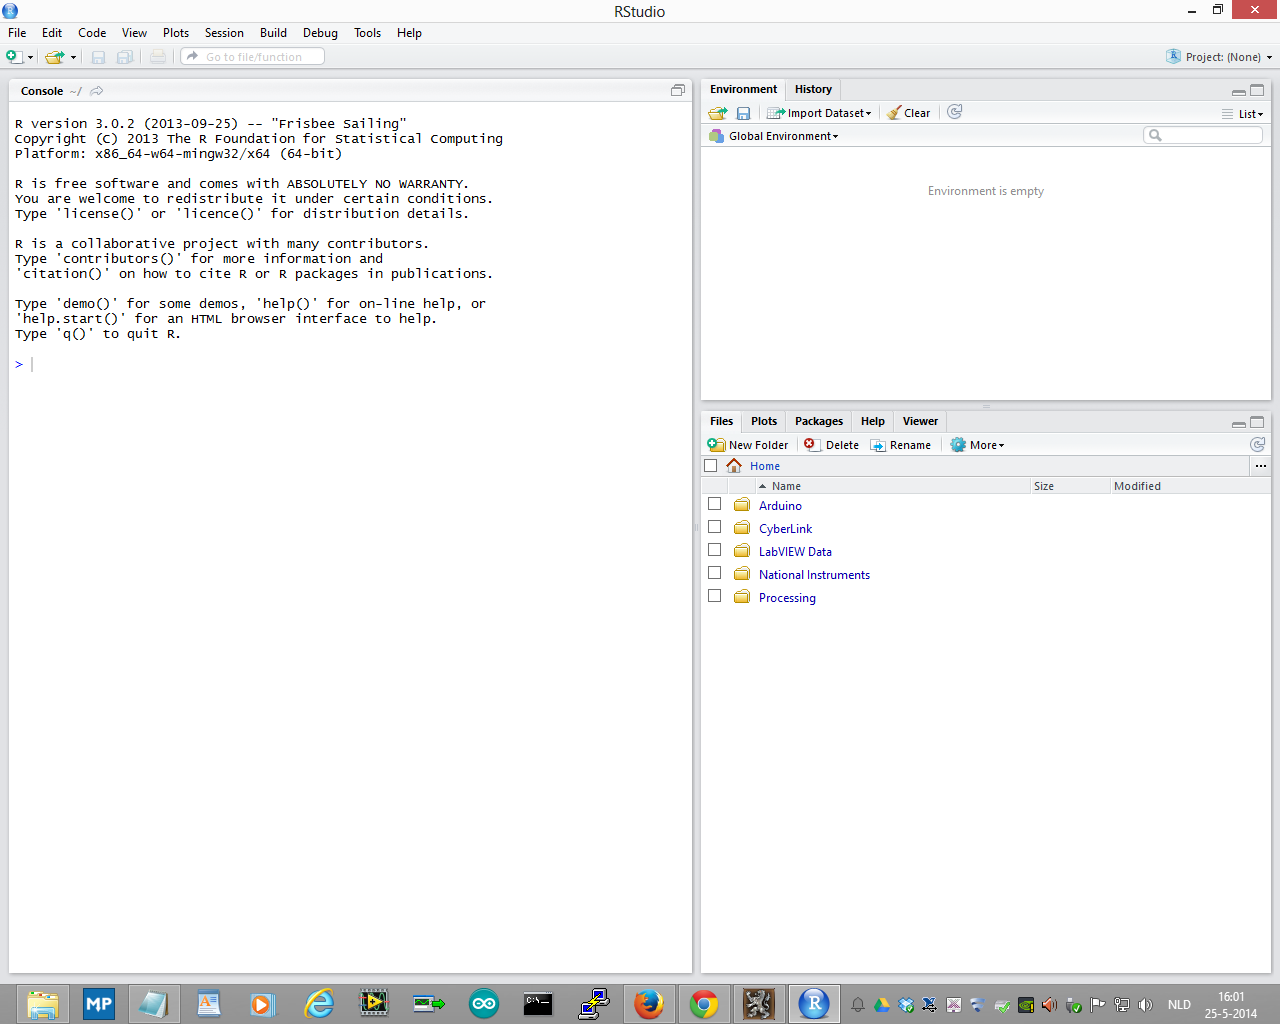 RStudio
File Edit Code View Plots Session Build Debug Tools Help
Go to file/function
Project: (None)
Console ~/
R version 3.0.2 (2013-09-25) -- "Frisbee Sailing"
Copyright (C) 2013 The R Foundation for Statistical Computing
Platform: x86_64-w64-mingw32/x64 (64-bit)
R is free software and comes with ABSOLUTELY NO WARRANTY.
You are welcome to redistribute it under certain conditions.
Type 'license()' or 'licence()' for distribution details.
R is a collaborative project with many contributors.
Type 'contributors()' for more information and
'citation()' on how to cite R or R packages in publications.
Type 'demo()' for some demos, 'help()' for on-line help, or
'help.start()' for an HTML browser interface to help.
Type 'q()' to quit R.
>
Environment History
Import Dataset Clear List
Global Environment
Environment is empty
Files Plots Packages Help Viewer
New Folder Delete Rename More
Home ...
Name Size Modified
Arduino
CyberLink
LabVIEW Data
National Instruments
Processing
MP
C:\_
R
NLD
16:01
25-5-2014